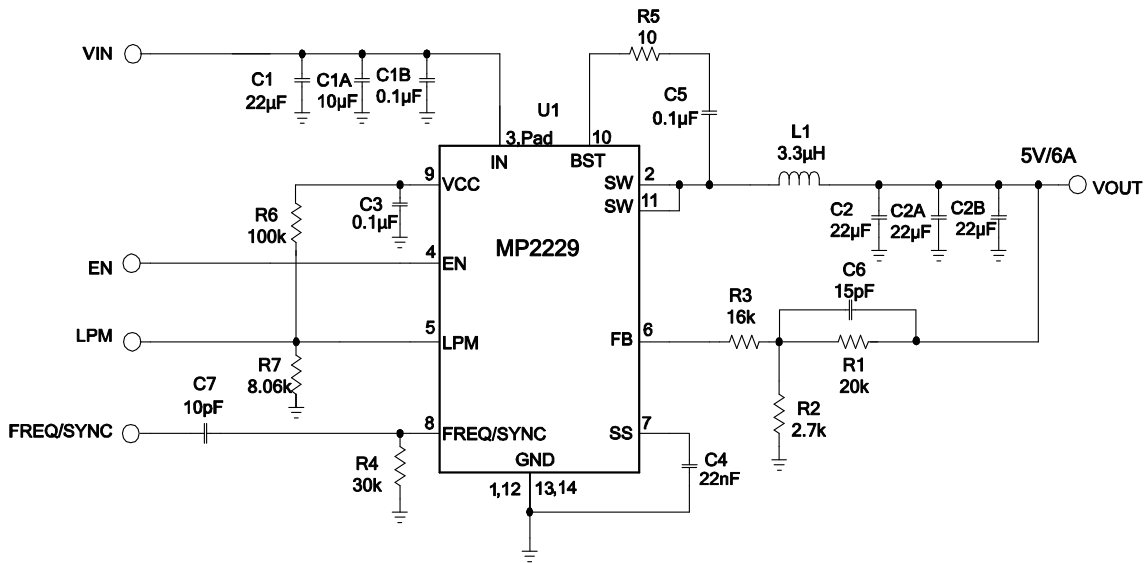 R5
10
VIN
C1
22µF
C1A
10µF
C1B
0.1µF
C5
0.1µF
U1
3,Pad
10
IN
BST
L1
3.3µH
5V/6A
9
VCC
SW
2
VOUT
SW
11
R6
100k
C3
0.1µF
C2
22µF
C2A
22µF
C2B
22µF
MP2229
EN
4
EN
C6
15pF
R3
16k
LPM
5
LPM
FB
6
R1
20k
R7
8.06k
C7
10pF
R2
2.7k
FREQ/SYNC
8
FREQ/SYNC
SS
7
R4
30k
GND
C4
22nF
1,12
13,14